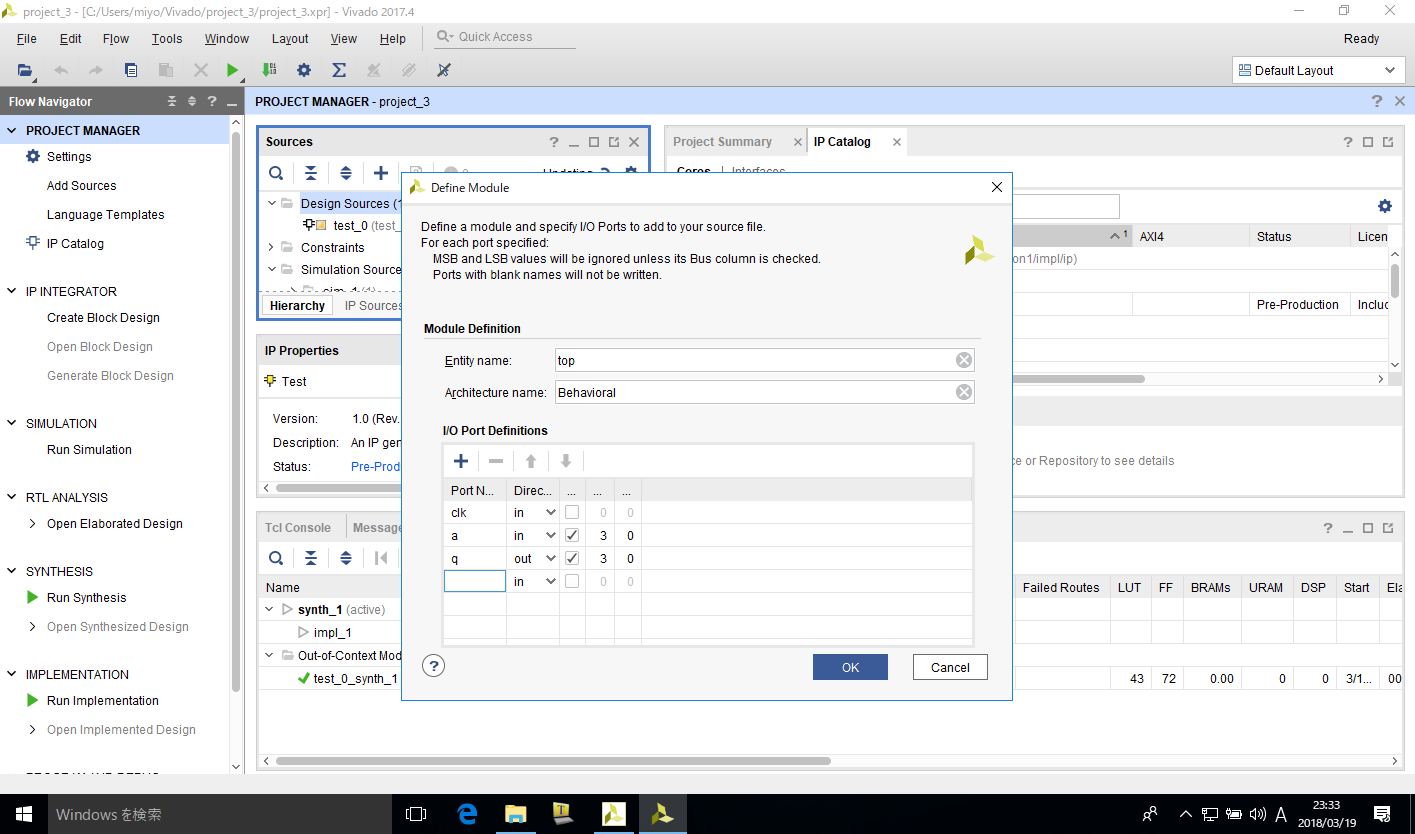 project_3 - [C:/Users/miyo/Vivado/project_3/project_3.xpr] - Vivado 2017.4
File Edit Flow Tools Window Layout View Help Quick Access Ready
Default Layout
Flow Navigator
PROJECT MANAGER
Settings
Add Sources
Language Templates
IP Catalog
IP INTEGRATOR
Create Block Design
Open Block Design
Generate Block Design
SIMULATION
Run Simulation
RTL ANALYSIS
Open Elaborated Design
SYNTHESIS
Run Synthesis
Open Synthesized Design
IMPLEMENTATION
Run Implementation
Open Implemented Design
PROJECT MANAGER - project_3
Sources
Design Sources (1
test_0 (test_
Constraints
Simulation Source
sim_1 (1)
Hierarchy IP Sources
IP Properties
Test
Version: 1.0 (Rev.
Description: An IP gen
Status: Pre-Prod
Project Summary IP Catalog
Cores Interfaces
1 AXI4 Status Licen
on1/impl/ip)
Pre-Production Includ
ce or Repository to see details
Define Module
Define a module and specify I/O Ports to add to your source file.
For each port specified:
MSB and LSB values will be ignored unless its Bus column is checked.
Ports with blank names will not be written.
Module Definition
Entity name: top
Architecture name: Behavioral
I/O Port Definitions
Port N... Direc... ... ... ...
clk in 0 0
a in 3 0
q out 3 0
in 0 0
? OK Cancel
Tcl Console Message
Name
synth_1 (active)
impl_1
Out-of-Context Mod
test_0_synth_1
Failed Routes LUT FF BRAMs URAM DSP Start Ela
43 72 0.00 0 0 3/1... 00
Windows を検索
A 23:33
2018/03/19